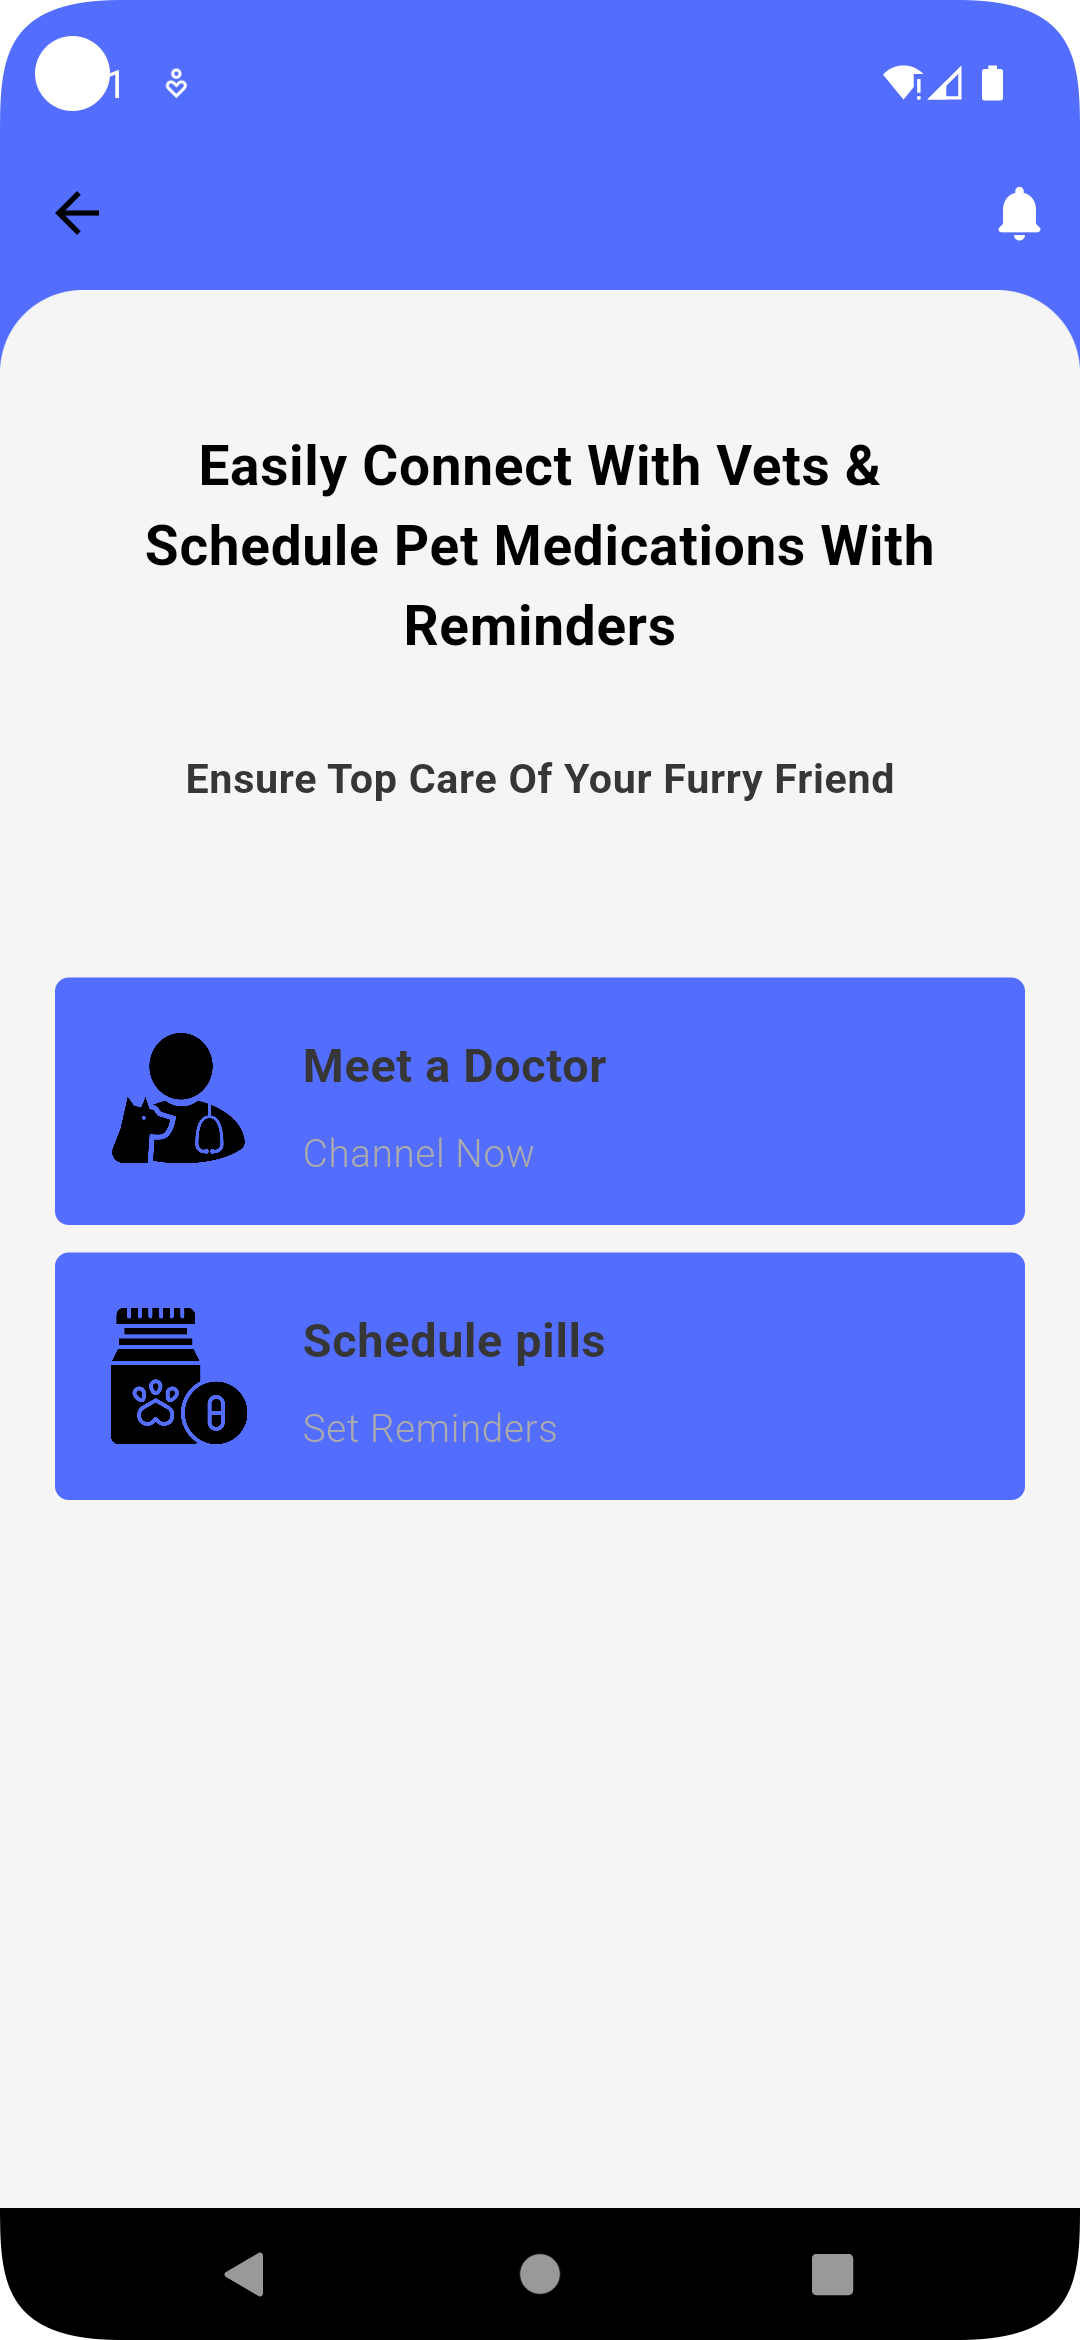 Easily Connect With Vets &
Schedule Pet Medications With
Reminders
Ensure Top Care Of Your Furry Friend
Meet a Doctor
Channel Now
Schedule pills
Set Reminders